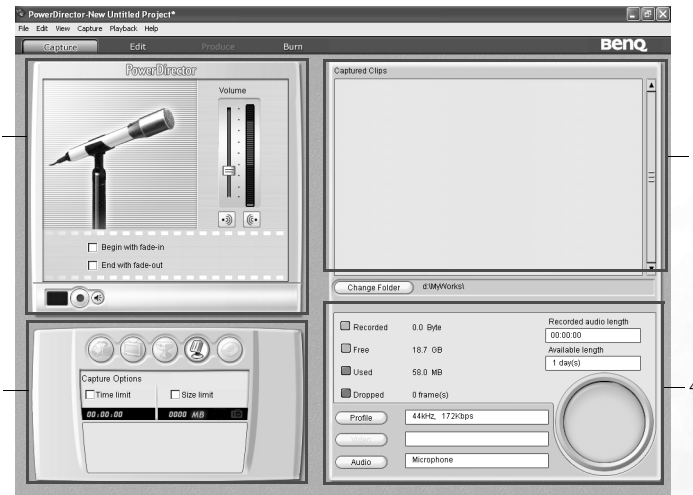 PowerDirector-New Untitled Project*
File Edit View Capture Playback Help
Capture Edit Produce Burn
BenQ
PowerDirector
Volume
Begin with fade-in
End with fade-out
Capture Options
Time limit Size limit
00:00:00 0000 MB
Captured Clips
Change Folder d:\MyWorks\
Recorded 0.0 Byte
Free 18.7 GB
Used 58.0 MB
Dropped 0 frame(s)
Recorded audio length
00:00:00
Available length
1 day(s)
Profile 44kHz, 172Kbps
Video
Audio Microphone
4